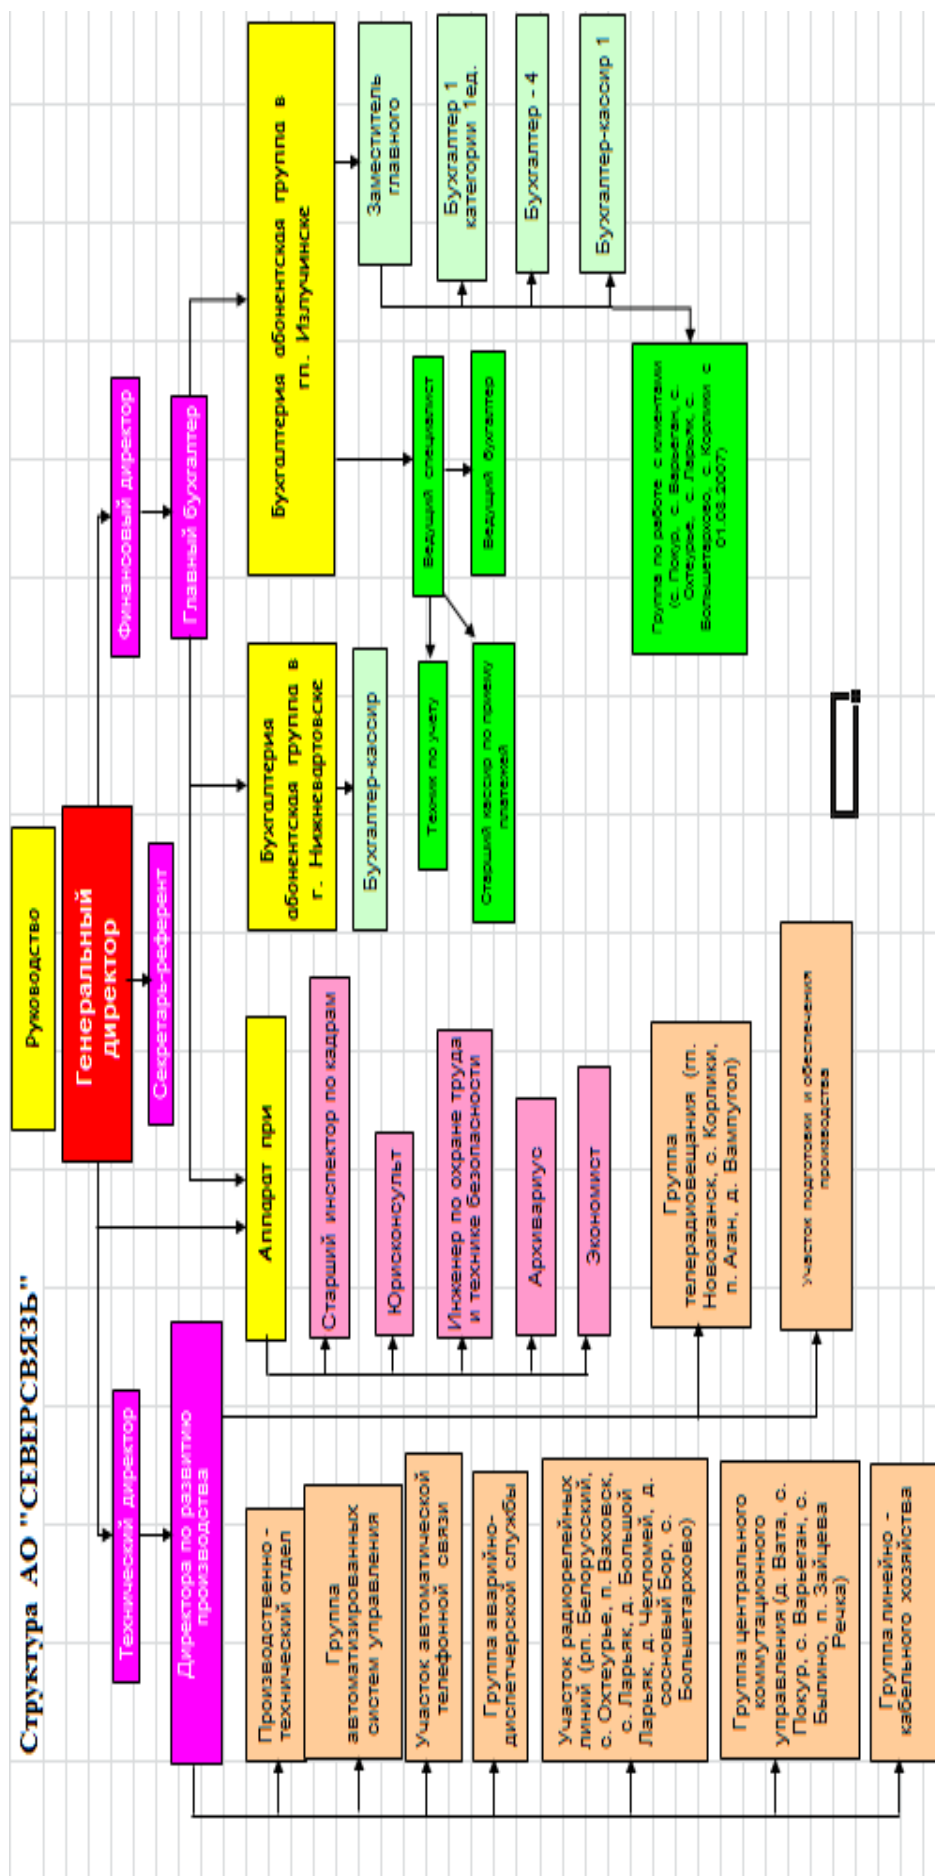 Структура АО "СЕВЕРСВЯЗЬ"
Руководство
Генеральный
директор
Секретарь-референт
Технический директор
Директора по развитию
производства
Финансовый директор
Главный бухгалтер
Производственно-
технический отдел
Группа
автоматизированных
систем управления
Участок автоматической
телефонной связи
Группа аварийно-
диспетчерской службы
Участок радиорелейных
линий (рп. Белорусский,
с. Охтеурье, п. Ваховск,
с. Ларьяк, д. Большой
Ларьяк, д. Чехломей, д.
сосновый Бор, с.
Большетархово)
Группа центрального
коммутационного
управления (д. Вата, с.
Покур, с. Варьеган, с.
Былино, п. Зайцева
Речка)
Группа линейно –
кабельного хозяйства
Аппарат при
Старший инспектор по кадрам
Юрисконсульт
Инженер по охране труда
и технике безопасности
Архивариус
Экономист
Группа
телерадиовещания (гп.
Новоаганск, с. Корлики,
п. Аган, д. Вампугол)
Участок подготовки и обеспечения
производства
Бухгалтерия
абонентская группа в
г. Нижневартовске
Бухгалтер-кассир
Бухгалтерия абонентская группа в
гп. Излучинске
Ведущий специалист
Ведущий бухгалтер
Техник по учету
Старший кассир по приему
платежей
Заместитель
главного
Бухгалтер 1
категории 1ед.
Бухгалтер - 4
Бухгалтер-кассир 1
Группа по работе с клиентами
(с. Покур, с. Варьеган, с.
Охтеурье, с. Ларьяк, с.
Большетархово, с. Корлики с
01.08.2007)